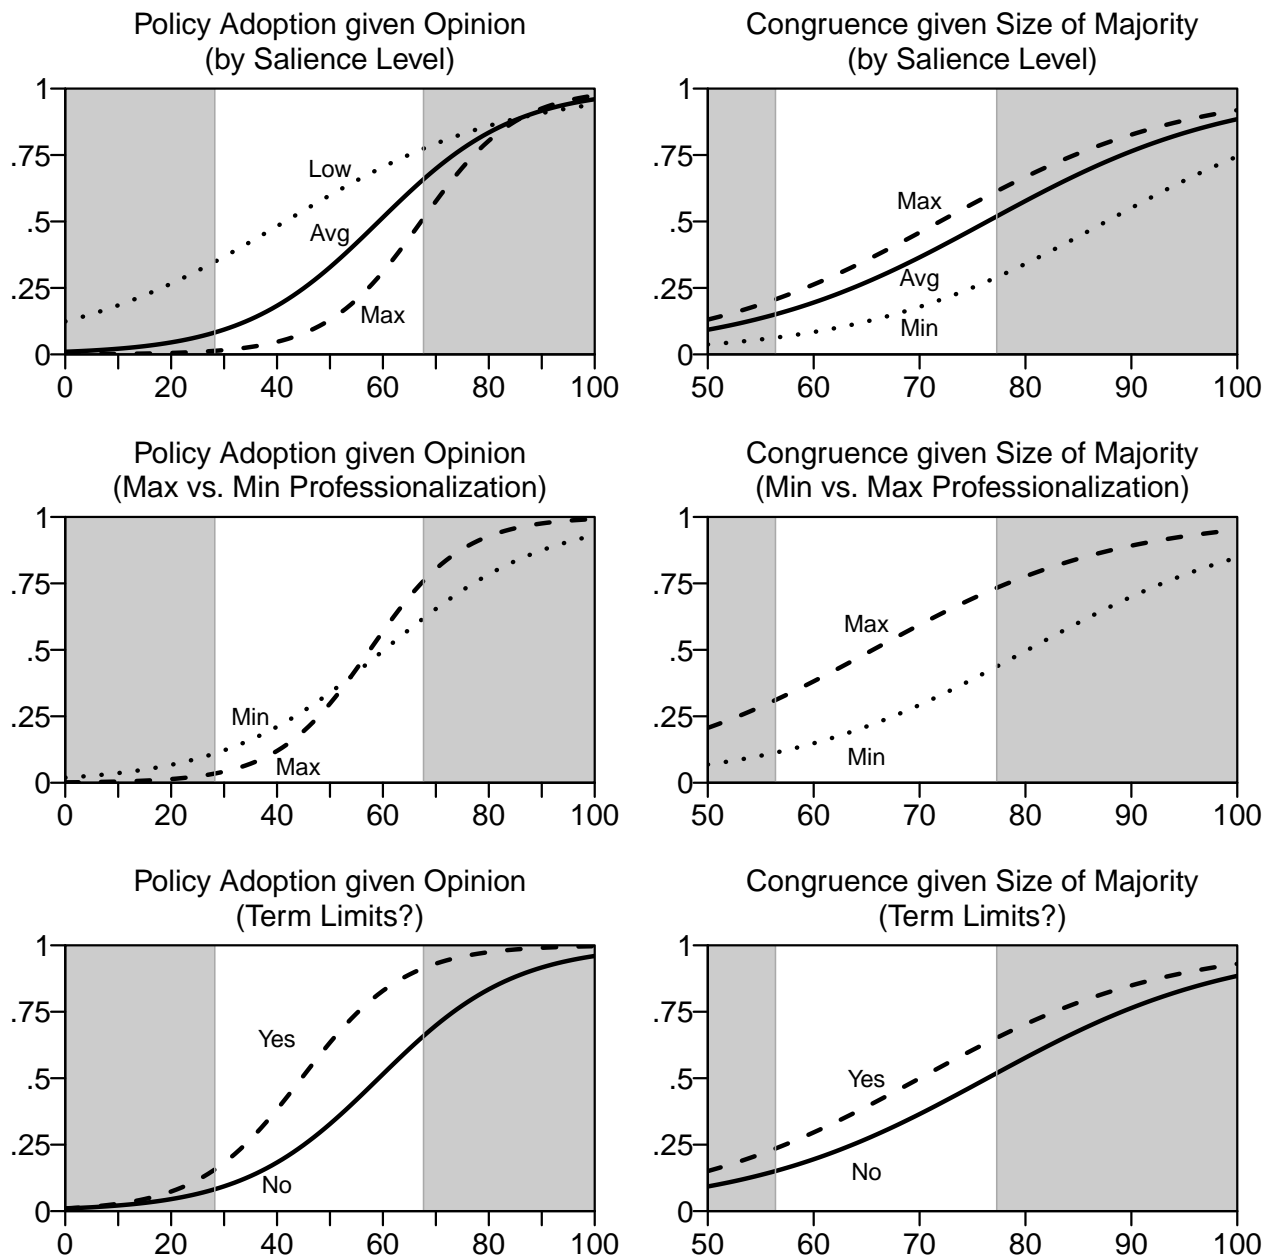 Policy Adoption given Opinion
(by Salience Level)
1
.75
.5
.25
0
Low
Avg
Max
0 20 40 60 80 100
Congruence given Size of Majority
(by Salience Level)
1
.75
.5
.25
0
Max
Avg
Min
50 60 70 80 90 100
Policy Adoption given Opinion
(Max vs. Min Professionalization)
1
.75
.5
.25
0
Min
Max
0 20 40 60 80 100
Congruence given Size of Majority
(Min vs. Max Professionalization)
1
.75
.5
.25
0
Max
Min
50 60 70 80 90 100
Policy Adoption given Opinion
(Term Limits?)
1
.75
.5
.25
0
Yes
No
0 20 40 60 80 100
Congruence given Size of Majority
(Term Limits?)
1
.75
.5
.25
0
Yes
No
50 60 70 80 90 100